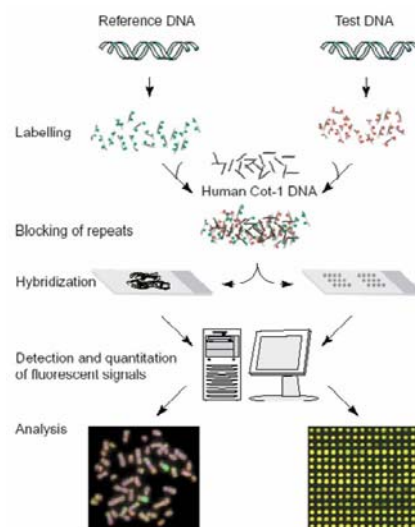 Reference DNA
Test DNA
Labelling
Human Cot-1 DNA
Blocking of repeats
Hybridization
Detection and quantitation
of fluorescent signals
Analysis